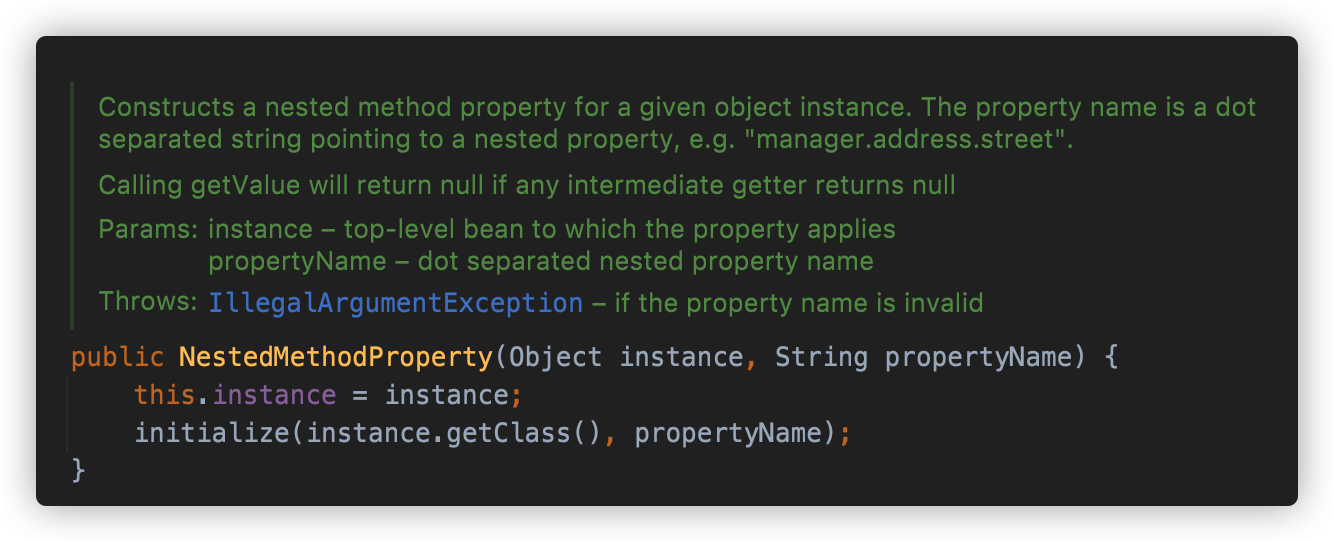 Constructs a nested method property for a given object instance. The property name is a dot
separated string pointing to a nested property, e.g. "manager.address.street".
Calling getValue will return null if any intermediate getter returns null
Params: instance – top-level bean to which the property applies
propertyName – dot separated nested property name
Throws: IllegalArgumentException – if the property name is invalid
public NestedMethodProperty(Object instance, String propertyName) {
    this.instance = instance;
    initialize(instance.getClass(), propertyName);
}